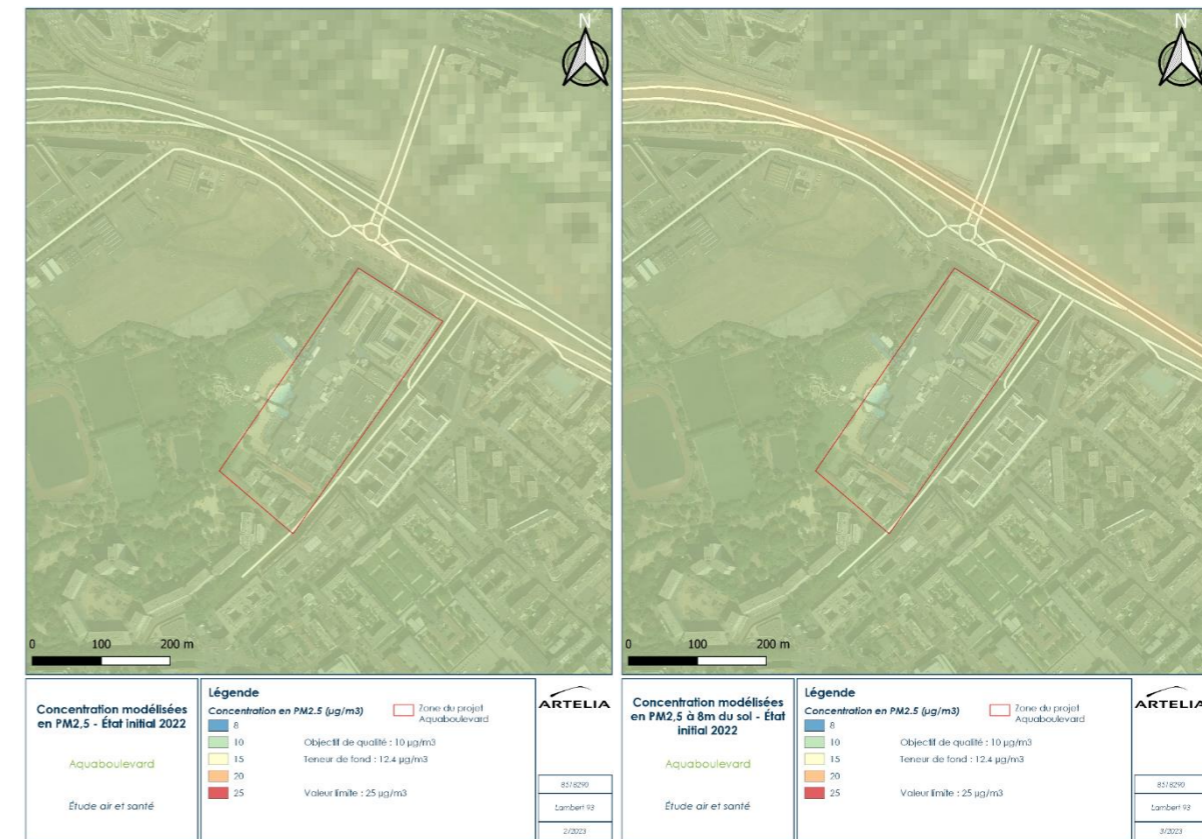 N
0 100 200 m
Concentration modélisées
en PM2,5 - État initial 2022
Aquaboulevard
Étude air et santé
Légende
Concentration en PM2.5 (µg/m3)
8
10 Objectif de qualité : 10 µg/m3
15 Teneur de fond : 12.4 µg/m3
20
25 Valeur limite : 25 µg/m3
Zone du projet
Aquaboulevard
ARTELIA
8518290
Lambert 93
2/2023
N
0 100 200 m
Concentration modélisées
en PM2,5 à 8m du sol - État
initial 2022
Aquaboulevard
Étude air et santé
Légende
Concentration en PM2.5 (µg/m3)
8
10 Objectif de qualité : 10 µg/m3
15 Teneur de fond : 12.4 µg/m3
20
25 Valeur limite : 25 µg/m3
Zone du projet
Aquaboulevard
ARTELIA
8518290
Lambert 93
3/2023